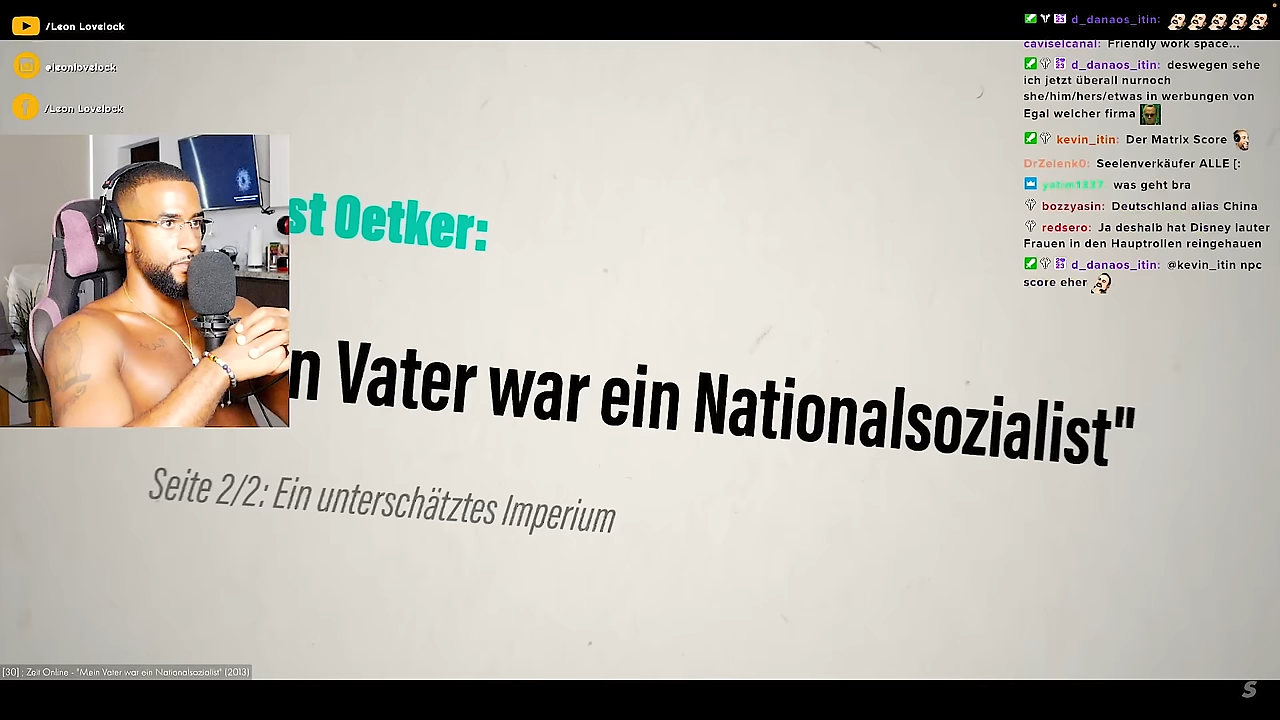 /Leon Lovelock
@leonlovelock
/Leon Lovelock
st Oetker:
n Vater war ein Nationalsozialist"
Seite 2/2: Ein unterschätztes Imperium
[30] : Zeit Online - "Mein Vater war ein Nationalsozialist" (2013)
d_danaos_itin:
caviselcanal: Friendly work space...
d_danaos_itin: deswegen sehe
ich jetzt überall nurnoch
she/him/hers/etwas in werbungen von
Egal welcher firma
kevin_itin: Der Matrix Score
DrZelenk0: Seelenverkäufer ALLE [:
yatim1337 was geht bra
bozzyasin: Deutschland alias China
redsero: Ja deshalb hat Disney lauter
Frauen in den Hauptrollen reingehauen
d_danaos_itin: @kevin_itin npc
score eher
S